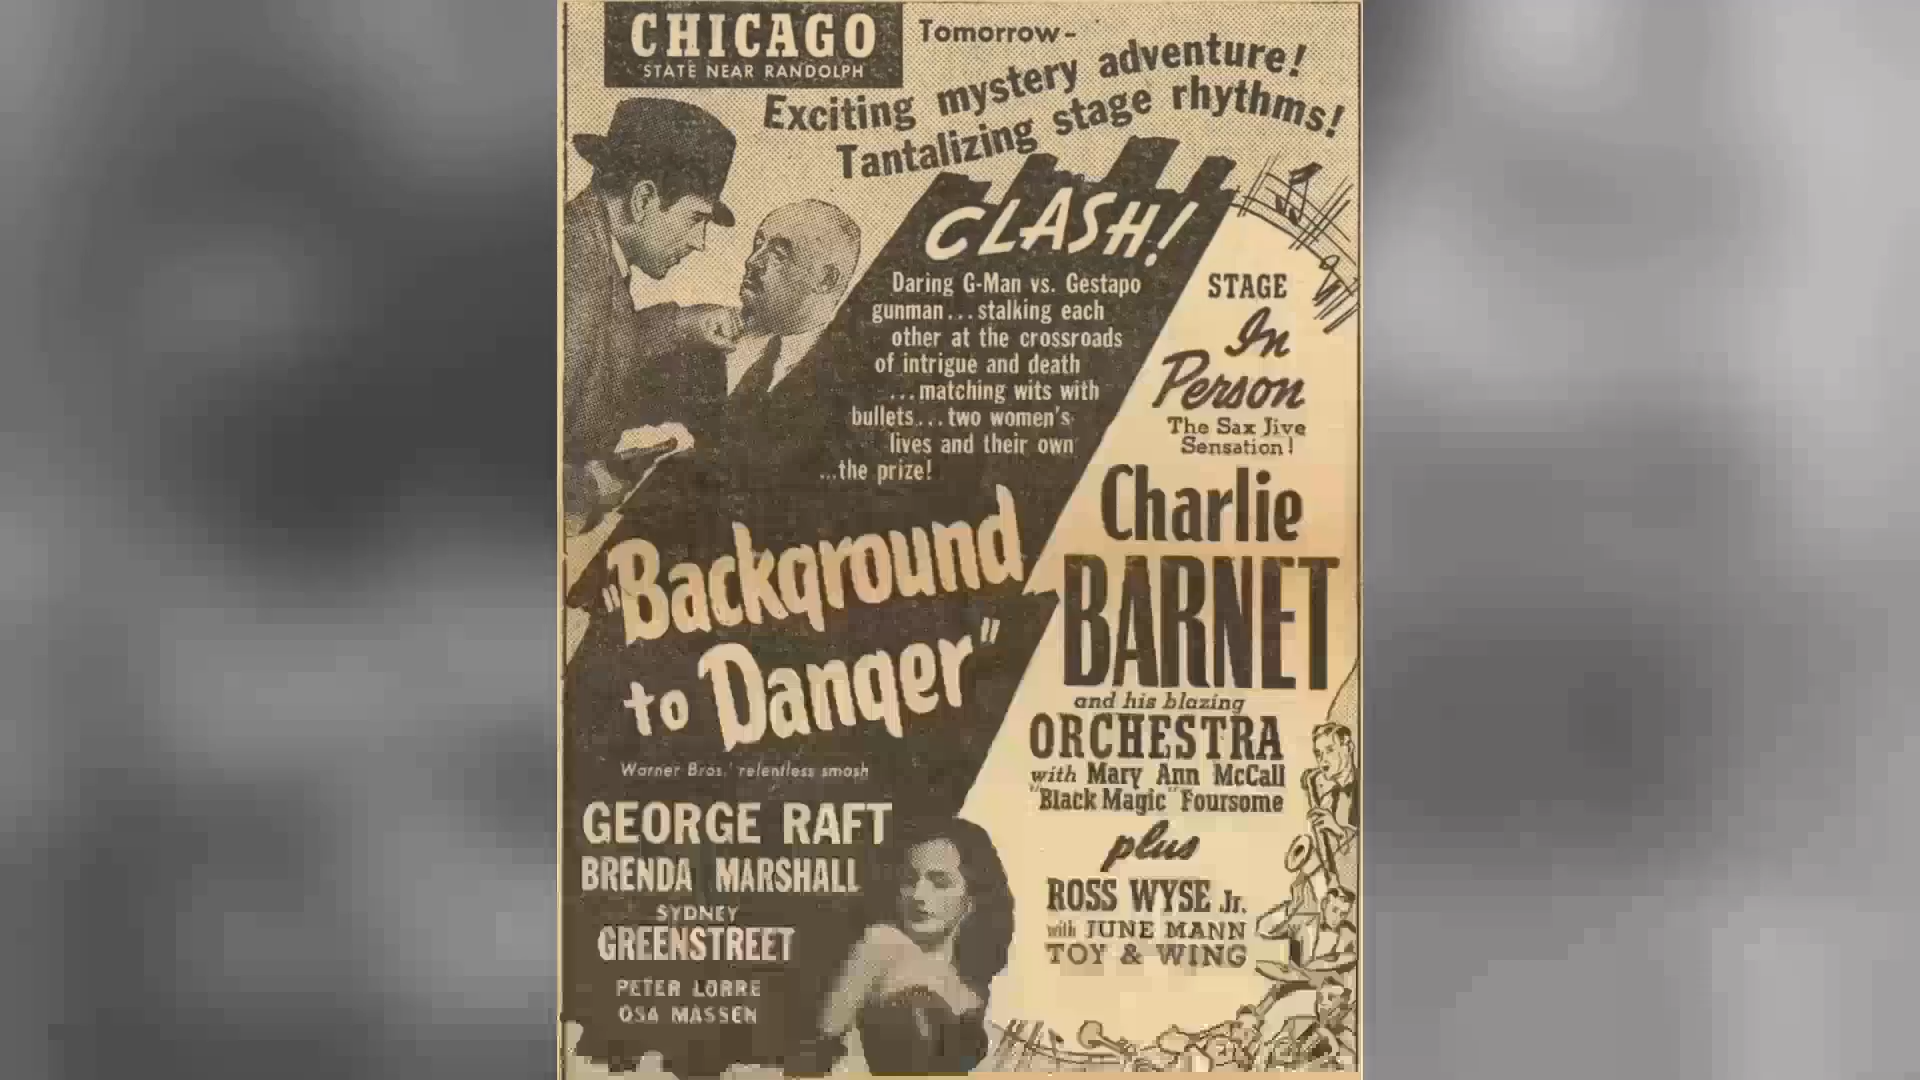 CHICAGO
STATE NEAR RANDOLPH
Tomorrow-
Exciting mystery adventure!
Tantalizing stage rhythms!
CLASH!
Daring G-Man vs. Gestapo
gunman...stalking each
other at the crossroads
of intrigue and death
...matching wits with
bullets...two women's
lives and their own
...the prize!
"Background
to Danger"
Warner Bros.' relentless smash
GEORGE RAFT
BRENDA MARSHALL
SYDNEY
GREENSTREET
PETER LORRE
OSA MASSEN
STAGE
In
Person
The Sax Jive
Sensation!
Charlie
BARNET
and his blazing
ORCHESTRA
with Mary Ann McCall
"Black Magic" Foursome
plus
ROSS WYSE Jr.
with JUNE MANN
TOY & WING